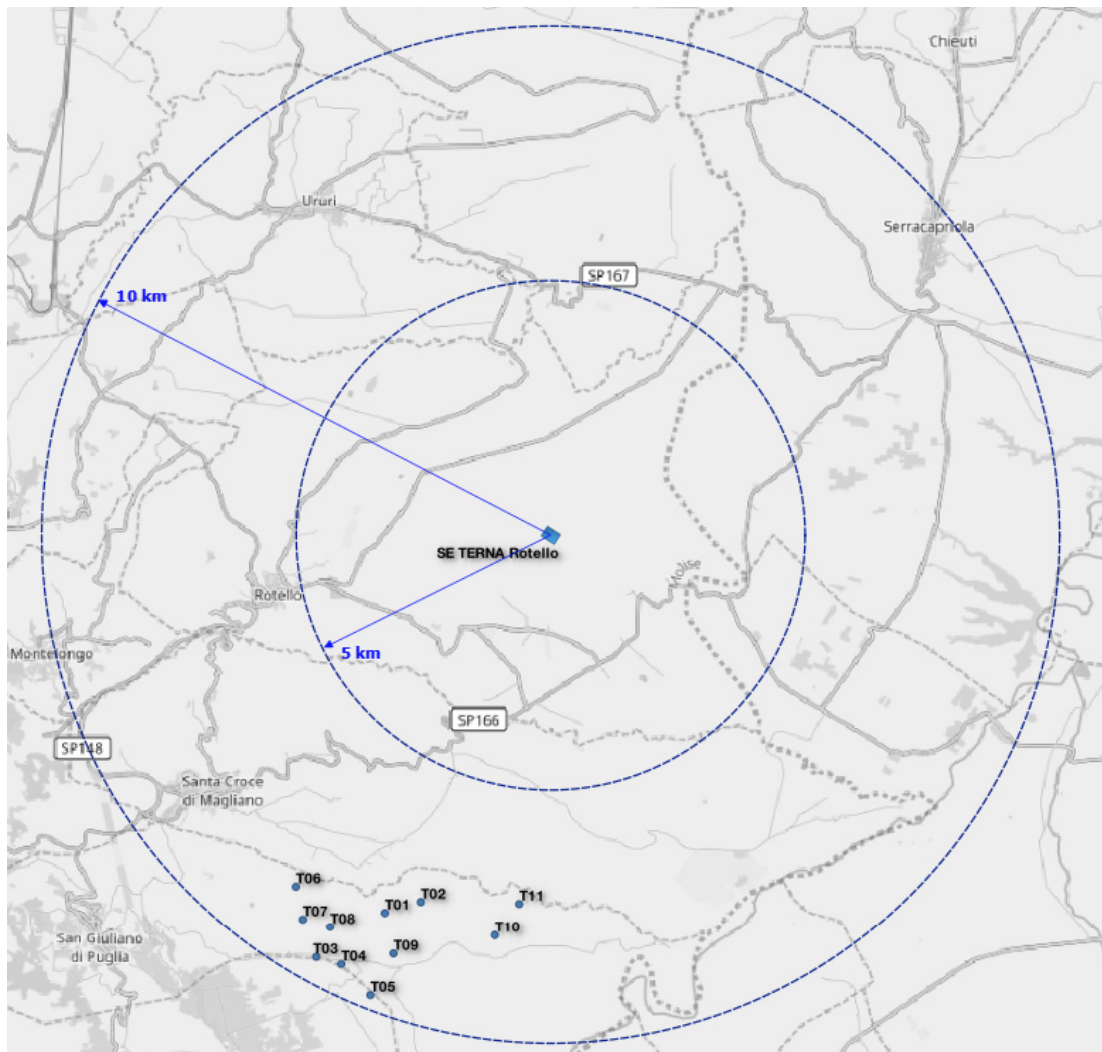 Chieuti
Ururi
Serracapriola
SP167
10 km
SE TERNA Rotello
Molise
Rotello
5 km
Montelongo
SP166
SP148
Santa Croce
di Magliano
T06
T02
T11
T01
T07
T08
T10
San Giuliano
di Puglia
T03
T04
T09
T05